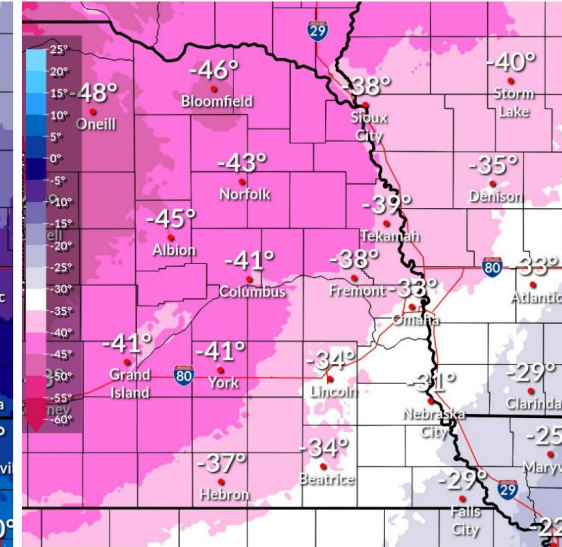 29
25°
20°
15°
10°
5°
0°
-5°
-10°
-15°
-20°
-25°
-30°
-35°
-40°
-45°
-50°
-55°
-60°
-46°
Bloomfield
-48°
Oneill
-38°
Sioux
City
-40°
Storm
Lake
-43°
Norfolk
-35°
Denison
-45°
Albion
-39°
Tekamah
-41°
Columbus
-38°
Fremont
-33°
Omaha
80
-33°
Atlantic
-41°
Grand
Island
80
-41°
York
-34°
Lincoln
-31°
Nebraska
City
-29°
Clarinda
-37°
Hebron
-34°
Beatrice
-29°
Falls
City
29
-25
Maryv
-22